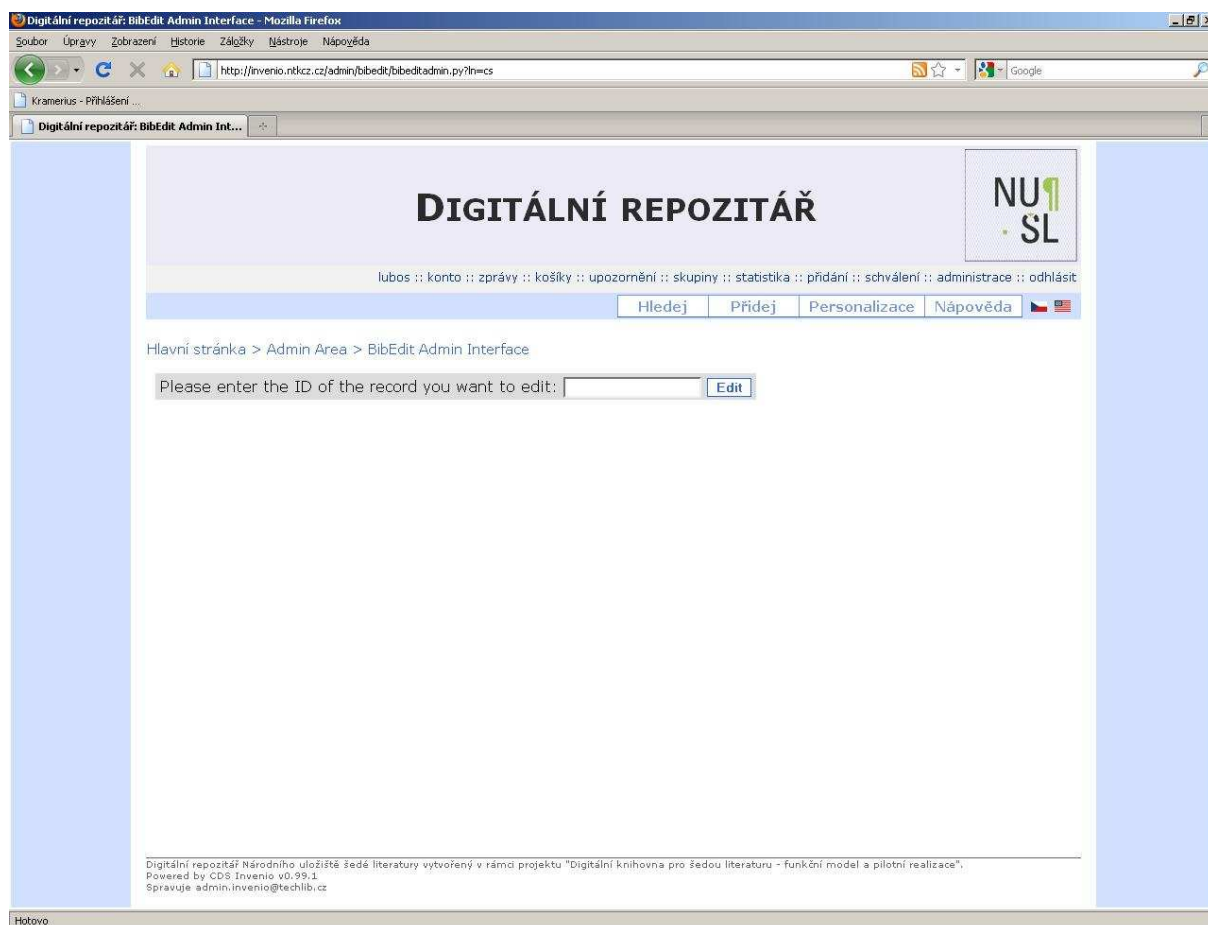 Digitální repozitář: BibEdit Admin Interface - Mozilla Firefox
Soubor Úpravy Zobrazení Historie Záložky Nástroje Nápověda
http://invenio.ntkcz.cz/admin/bibedit/bibeditadmin.py?ln=cs
Google
Kramerius - Přihlášení ...
Digitální repozitář: BibEdit Admin Int...
DIGITÁLNÍ REPOZITÁŘ
NU¶
ŠL
lubos :: konto :: zprávy :: košíky :: upozornění :: skupiny :: statistika :: přidání :: schválení :: administrace :: odhlásit
Hledej Přidej Personalizace Nápověda
Hlavní stránka > Admin Area > BibEdit Admin Interface
Please enter the ID of the record you want to edit: Edit
Digitální repozitář Národního uložiště šedé literatury vytvořený v rámci projektu "Digitální knihovna pro šedou literaturu - funkční model a pilotní realizace".
Powered by CDS Invenio v0.99.1
Spravuje admin.invenio@techlib.cz
Hotovo